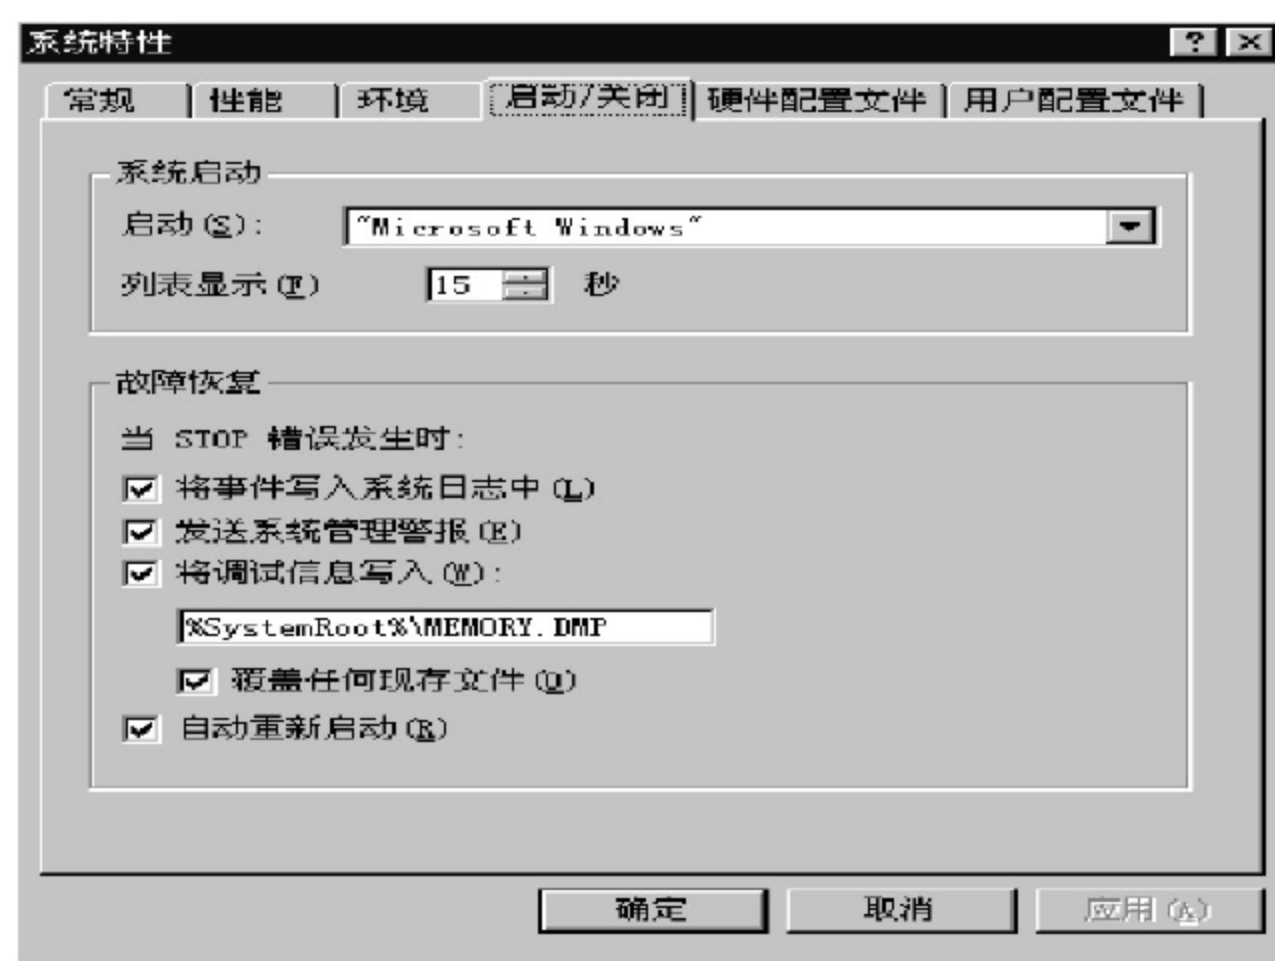 系统特性
常规 性能 环境 启动/关闭 硬件配置文件 用户配置文件
系统启动
启动(S): "Microsoft Windows"
列表显示(F) 15 秒
故障恢复
当 STOP 错误发生时:
将事件写入系统日志中(L)
发送系统管理警报(E)
将调试信息写入(W):
%SystemRoot%\MEMORY.DMP
覆盖任何现存文件(O)
自动重新启动(R)
确定 取消 应用(A)